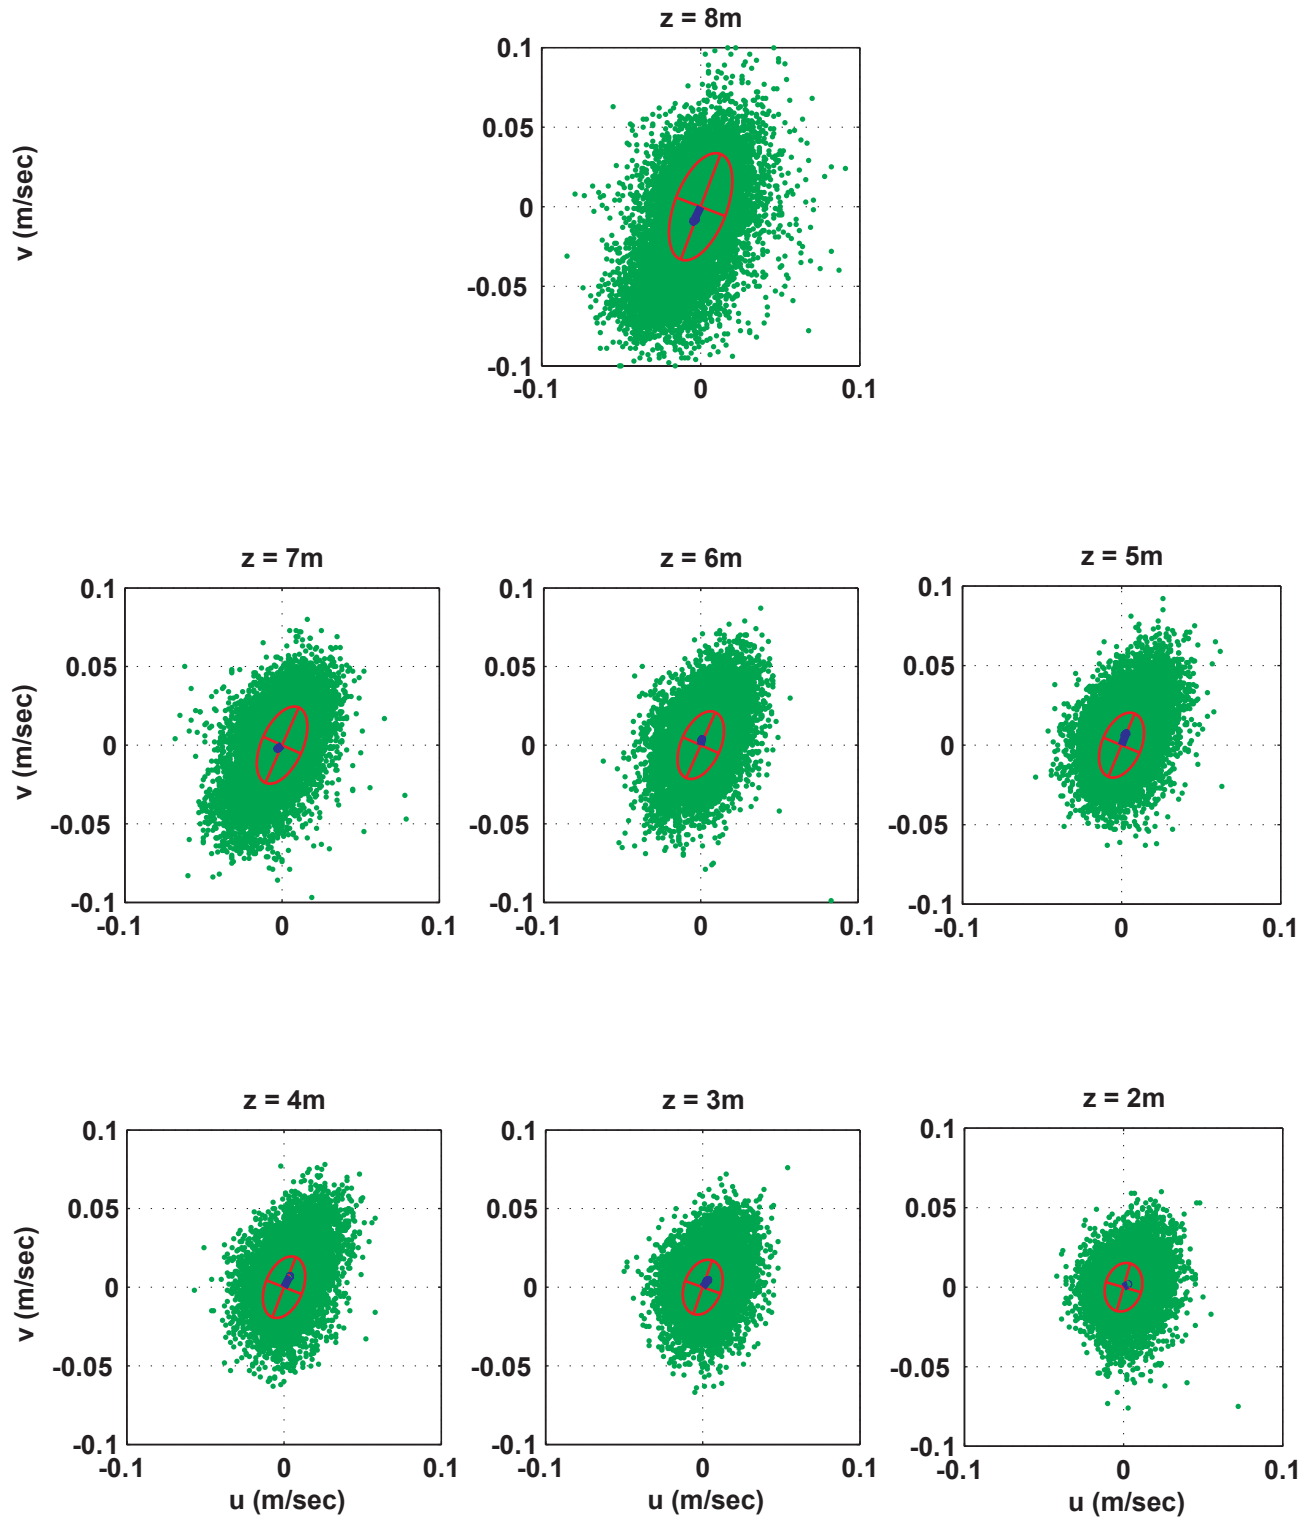 z = 8m
v (m/sec)
0.1
0.05
0
-0.05
-0.1
-0.1 0 0.1
z = 7m z = 6m z = 5m
v (m/sec)
0.1 0.1 0.1
0.05 0.05 0.05
0 0 0
-0.05 -0.05 -0.05
-0.1 -0.1 -0.1
-0.1 0 0.1 -0.1 0 0.1 -0.1 0 0.1
z = 4m z = 3m z = 2m
v (m/sec)
0.1 0.1 0.1
0.05 0.05 0.05
0 0 0
-0.05 -0.05 -0.05
-0.1 -0.1 -0.1
-0.1 0 0.1 -0.1 0 0.1 -0.1 0 0.1
u (m/sec) u (m/sec) u (m/sec)